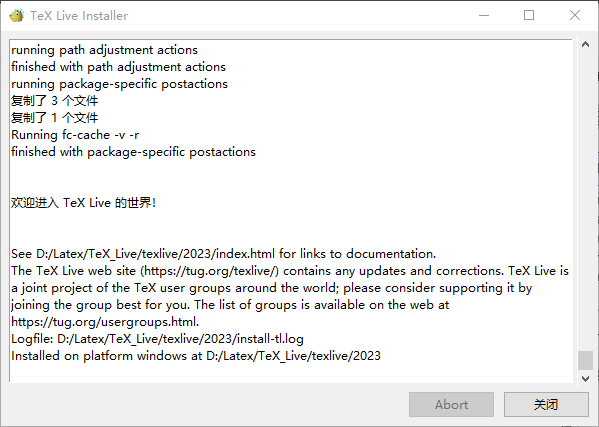 TeX Live Installer
running path adjustment actions
finished with path adjustment actions
running package-specific postactions
复制了 3 个文件
复制了 1 个文件
Running fc-cache -v -r
finished with package-specific postactions
欢迎进入 TeX Live 的世界！
See D:/Latex/TeX_Live/texlive/2023/index.html for links to documentation.
The TeX Live web site (https://tug.org/texlive/) contains any updates and corrections. TeX Live is
a joint project of the TeX user groups around the world; please consider supporting it by
joining the group best for you. The list of groups is available on the web at
https://tug.org/usergroups.html.
Logfile: D:/Latex/TeX_Live/texlive/2023/install-tl.log
Installed on platform windows at D:/Latex/TeX_Live/texlive/2023
Abort
关闭